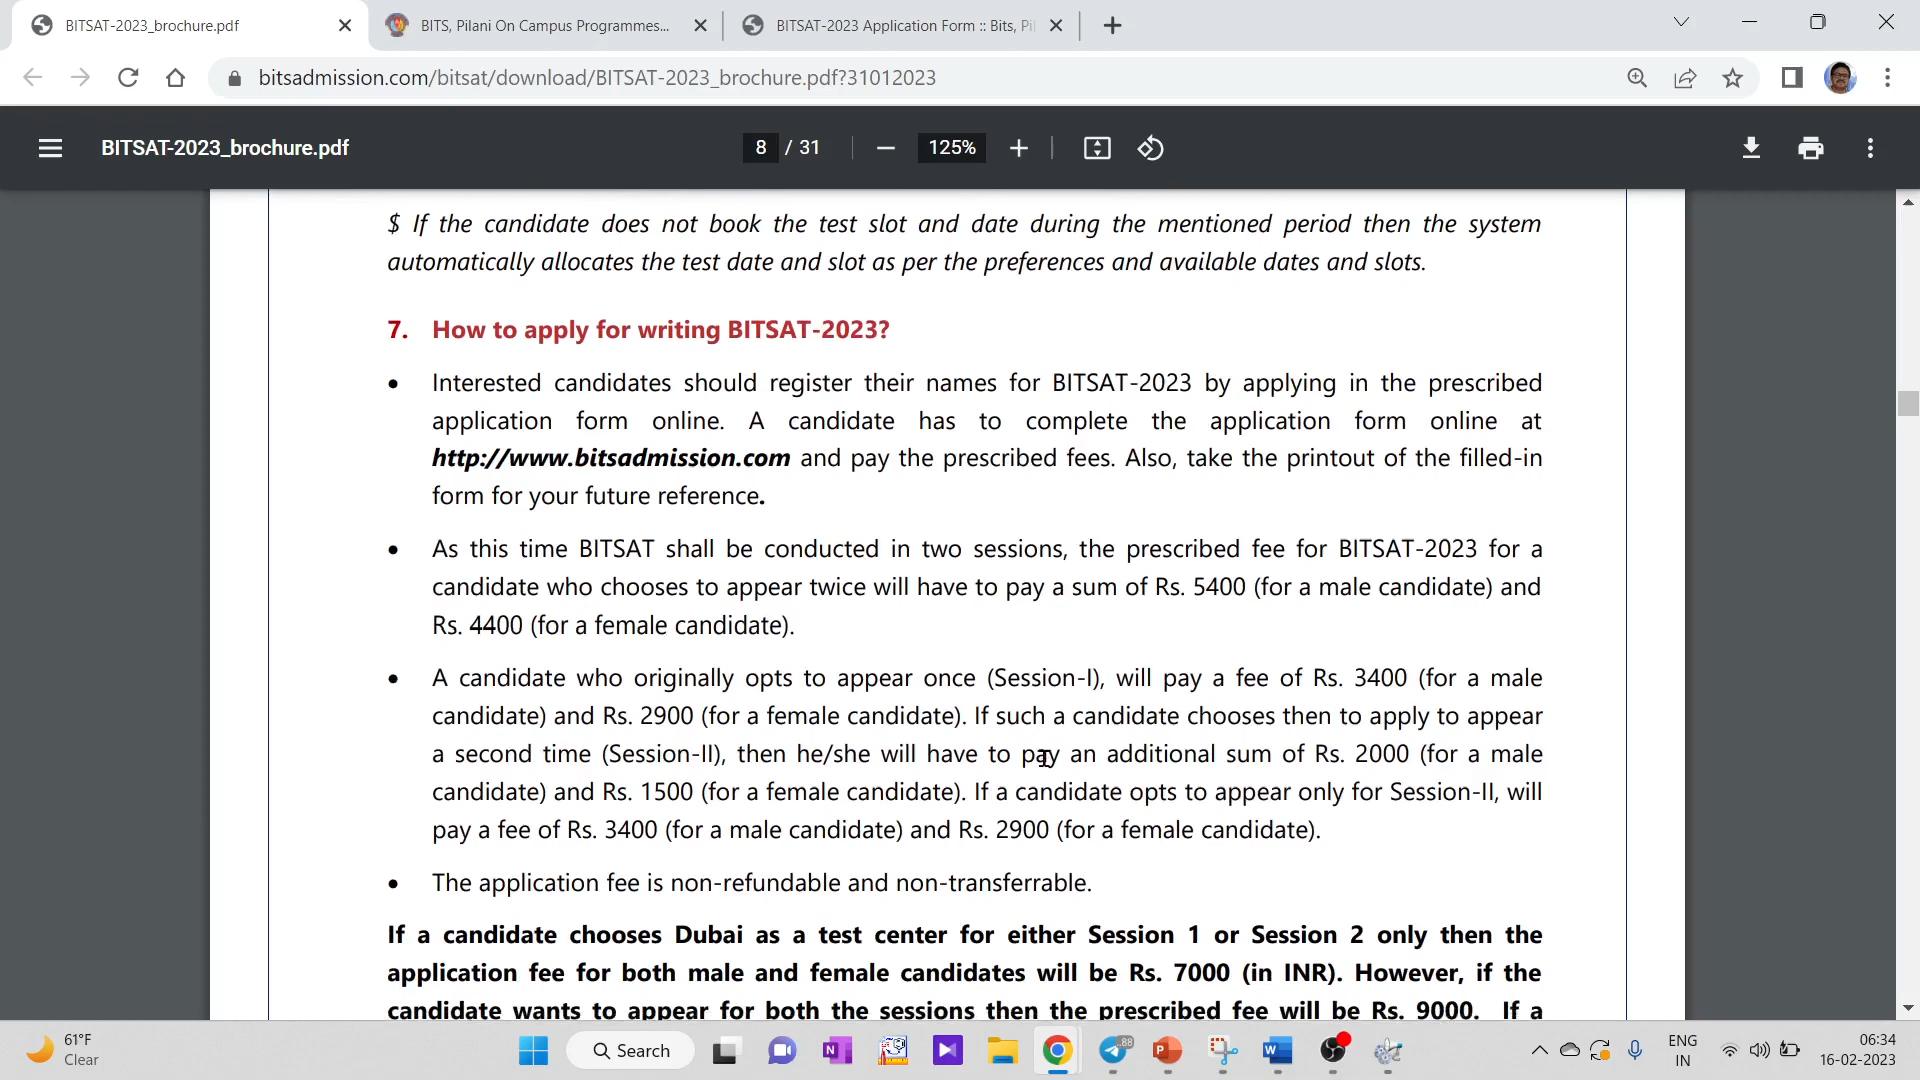 BITSAT-2023_brochure.pdf
BITS, Pilani On Campus Programmes...
BITSAT-2023 Application Form :: Bits, Pil
bitsadmission.com/bitsat/download/BITSAT-2023_brochure.pdf?31012023
BITSAT-2023_brochure.pdf
8 / 31
125%
$ If the candidate does not book the test slot and date during the mentioned period then the system
automatically allocates the test date and slot as per the preferences and available dates and slots.
7. How to apply for writing BITSAT-2023?
• Interested candidates should register their names for BITSAT-2023 by applying in the prescribed
application form online. A candidate has to complete the application form online at
http://www.bitsadmission.com and pay the prescribed fees. Also, take the printout of the filled-in
form for your future reference.
• As this time BITSAT shall be conducted in two sessions, the prescribed fee for BITSAT-2023 for a
candidate who chooses to appear twice will have to pay a sum of Rs. 5400 (for a male candidate) and
Rs. 4400 (for a female candidate).
• A candidate who originally opts to appear once (Session-I), will pay a fee of Rs. 3400 (for a male
candidate) and Rs. 2900 (for a female candidate). If such a candidate chooses then to apply to appear
a second time (Session-II), then he/she will have to pay an additional sum of Rs. 2000 (for a male
candidate) and Rs. 1500 (for a female candidate). If a candidate opts to appear only for Session-II, will
pay a fee of Rs. 3400 (for a male candidate) and Rs. 2900 (for a female candidate).
• The application fee is non-refundable and non-transferrable.
If a candidate chooses Dubai as a test center for either Session 1 or Session 2 only then the
application fee for both male and female candidates will be Rs. 7000 (in INR). However, if the
candidate wants to appear for both the sessions then the prescribed fee will be Rs. 9000. If a
61°F
Clear
Search
88
ENG
IN
06:34
16-02-2023